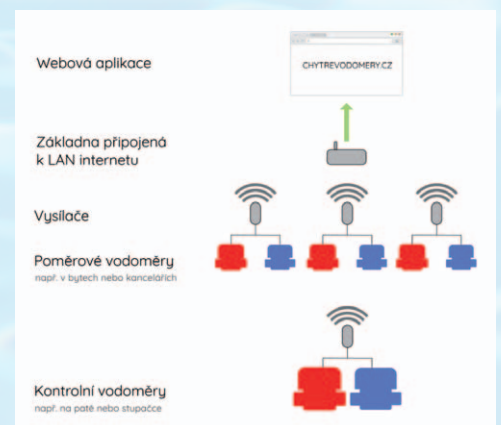 Webová aplikace
CHYTREVODOMERY.CZ
Základna připojená
k LAN internetu
Vysílače
Poměrové vodoměry
např. v bytech nebo kancelářích
Kontrolní vodoměry
např. na patě nebo stupačce